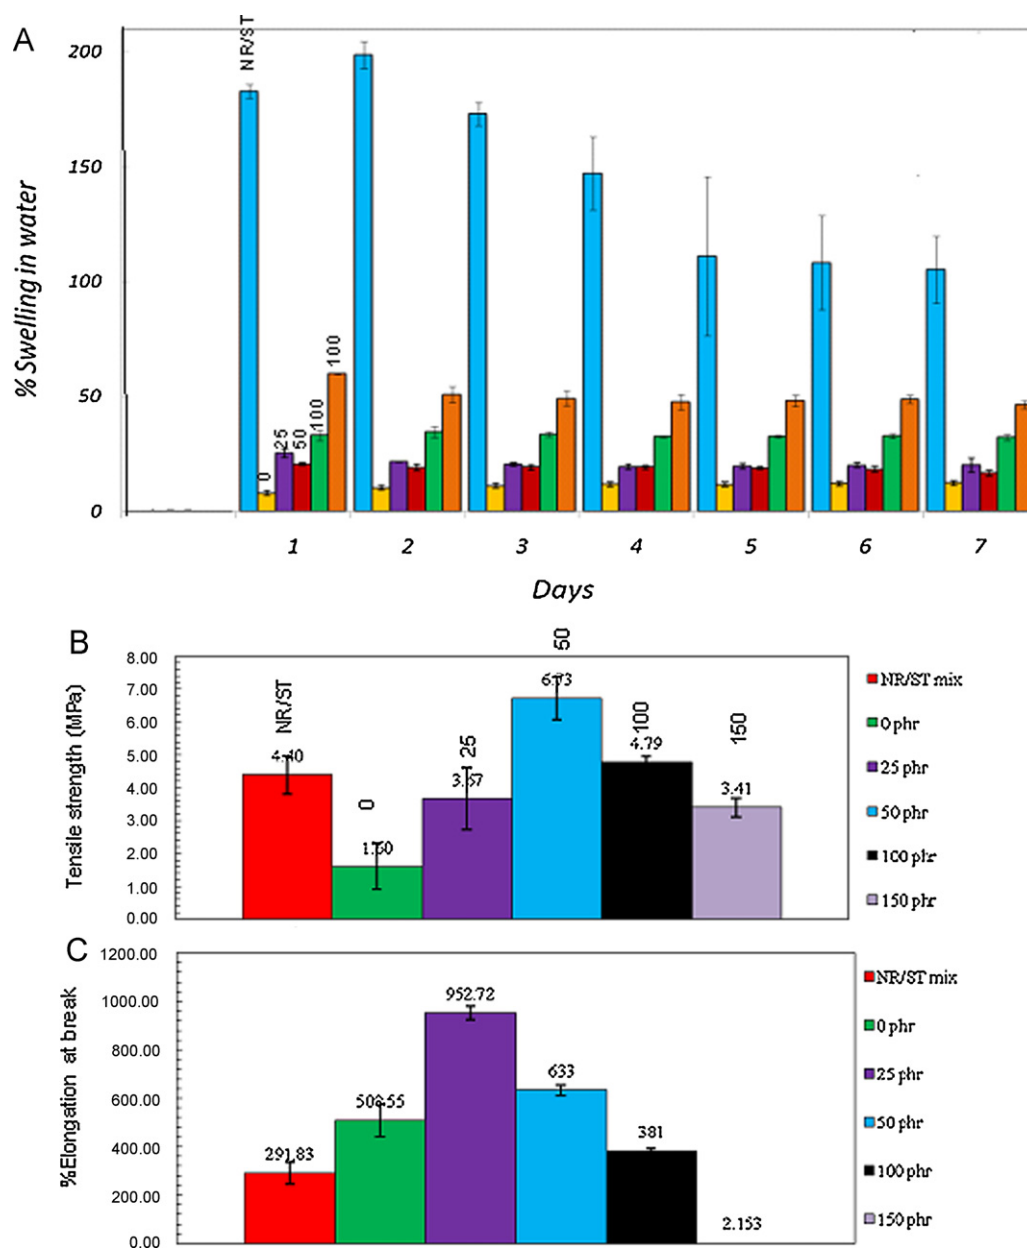 A
% Swelling in water
200
150
100
50
0
NR/ST
0
25
50
100
100
1 2 3 4 5 6 7
Days
B
Tensile strength (MPa)
8.00
7.00
6.00
5.00
4.00
3.00
2.00
1.00
0.00
NR/ST
4.40
0
1.60
25
3.67
50
6.73
100
4.79
150
3.41
NR/ST mix
0 phr
25 phr
50 phr
100 phr
150 phr
C
%Elongation at break
1200.00
1000.00
800.00
600.00
400.00
200.00
0.00
291.83
508.55
952.72
633
381
2.153
NR/ST mix
0 phr
25 phr
50 phr
100 phr
150 phr